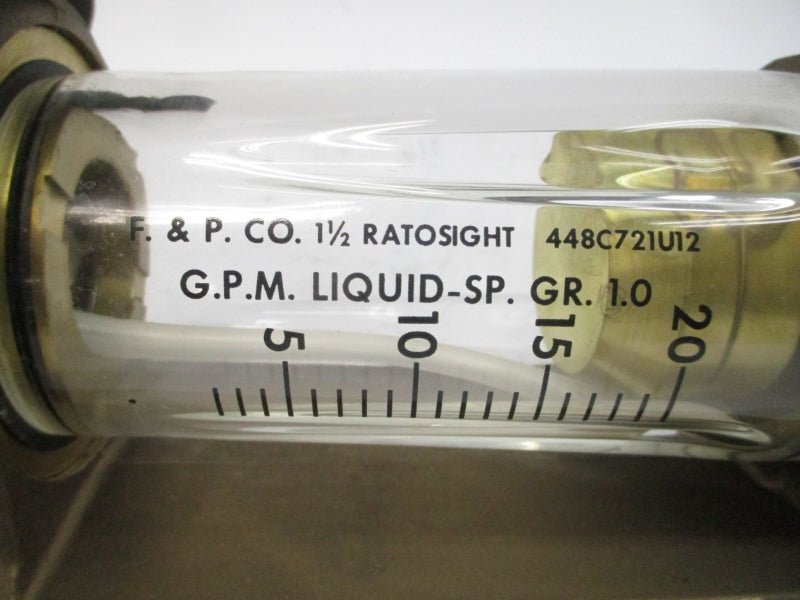 F. & P. CO. 1½ RATOSIGHT 448C721U12
G.P.M. LIQUID-SP. GR. 1.0
5 10 15 20